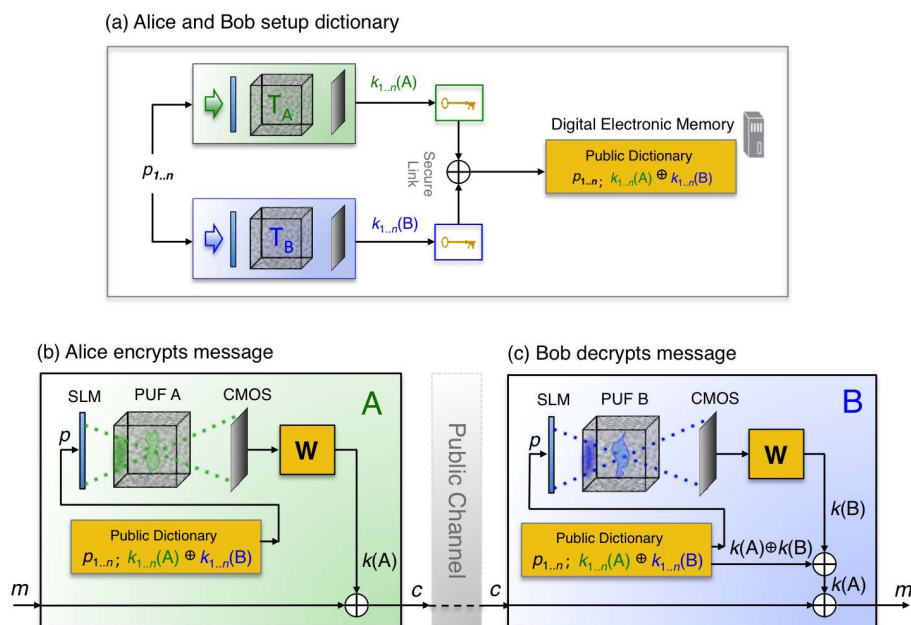 (a) Alice and Bob setup dictionary
k1..n(A)
TA
Digital Electronic Memory
Public Dictionary
p1..n; k1..n(A) ⊕ k1..n(B)
p1..n
Secure
Link
k1..n(B)
TB
(b) Alice encrypts message
SLM
PUF A
CMOS
A
p
W
Public Dictionary
p1..n; k1..n(A) ⊕ k1..n(B)
k(A)
m
c
Public Channel
(c) Bob decrypts message
SLM
PUF B
CMOS
B
p
W
k(B)
Public Dictionary
p1..n; k1..n(A) ⊕ k1..n(B)
k(A)⊕k(B)
k(A)
c
m